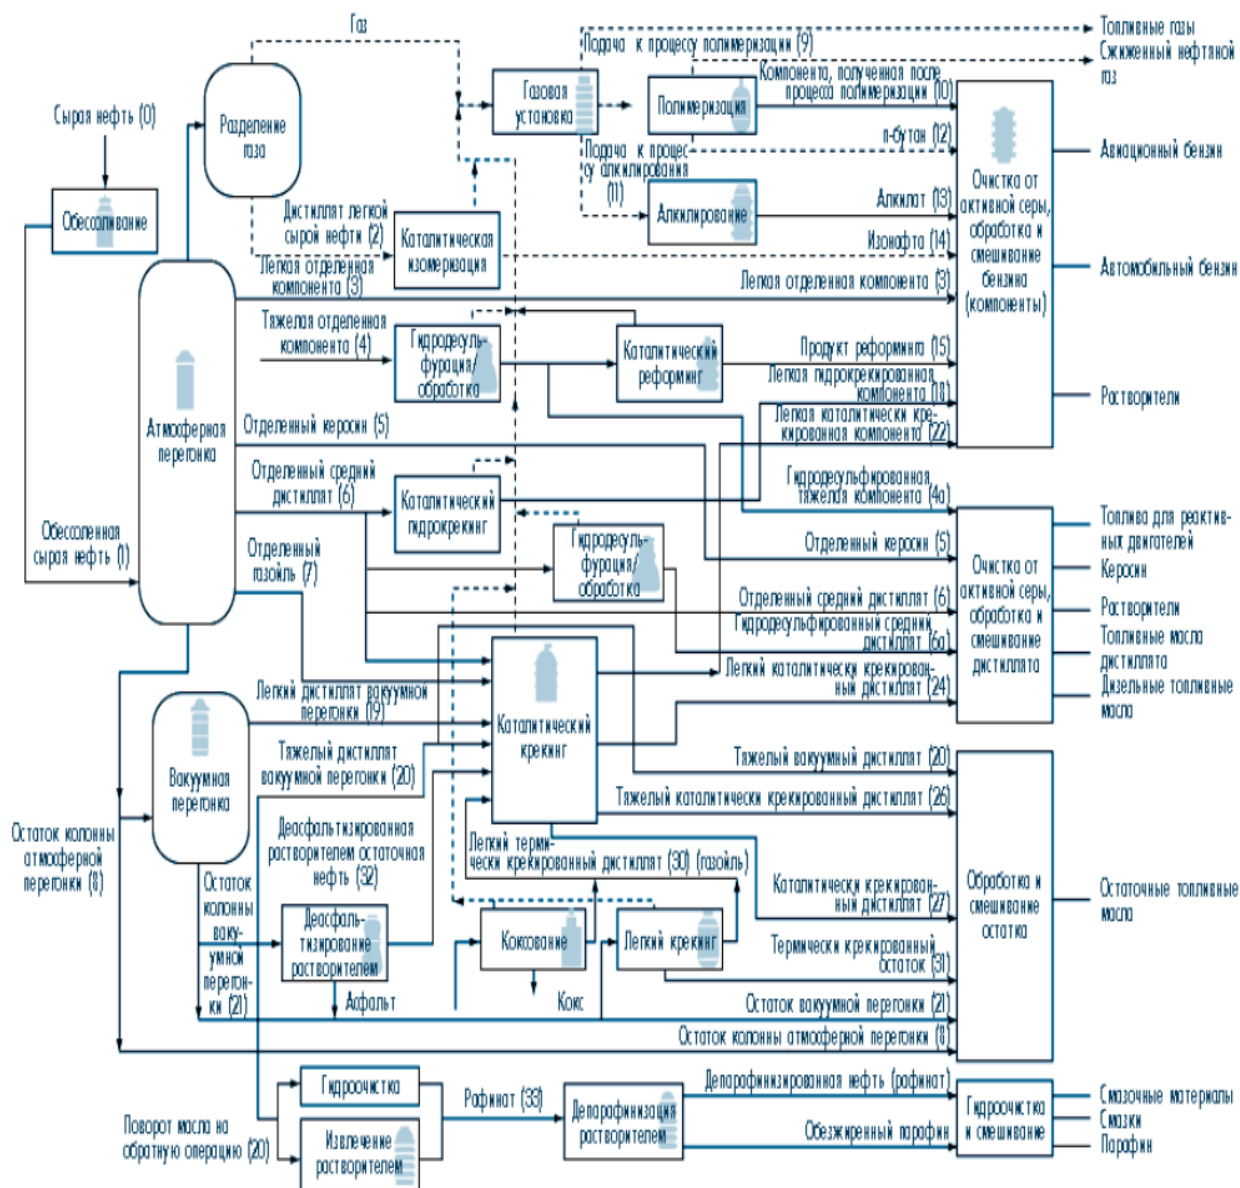 Газ
Топливные газы
Подача к процессу полимеризации (9)
Сжиженный нефтяной
газ
Сырая нефть (0)
Разделение
газа
Газовая
установка
Полимеризация
Компонента, полученная после
процесса полимеризации (10)
п-бутан (12)
Подача к процес
су алкилирования
(11)
Обессаливание
Алкилирование
Алкилат (13)
Очистка от
активной серы,
обработка и
смешивание
бензина
(компоненты)
Авиационный бензин
Автомобильный бензин
Растворители
Дистиллят легкой
сырой нефти (2)
Каталитическая
изомеризация
Изонафта (14)
Легкая отделенная
компонента (3)
Легкая отделенная компонента (3)
Тяжелая отделенная
компонента (4)
Гидродесуль-
фурация/
обработка
Каталитический
реформинг
Продукт реформинга (15)
Легкая гидрокрекированная
компонента (18)
Легкая каталитически кре-
кированная компонента (22)
Атмосферная
перегонка
Отделенный керосин (5)
Отделенный средний
дистиллят (6)
Каталитический
гидрокрекинг
Гидродесульфированная
тяжелая компонента (4а)
Обессоленная
сырая нефть (1)
Отделенный
газойль (7)
Гидродесуль-
фурация/
обработка
Отделенный керосин (5)
Отделенный средний дистиллят (6)
Гидродесульфированный средний
дистиллят (6а)
Легкий каталитически крекирован-
ный дистиллят (24)
Очистка от
активной серы,
обработка и
смешивание
дистиллята
Топлива для реактив-
ных двигателей
Керосин
Растворители
Топливные масла
дистиллята
Дизельные топливные
масла
Легкий дистиллят вакуумной
перегонки (19)
Каталитический
крекинг
Вакуумная
перегонка
Тяжелый дистиллят
вакуумной перегонки (20)
Тяжелый вакуумный дистиллят (20)
Тяжелый каталитически крекированный дистиллят (26)
Остаток колонны
атмосферной
перегонки (8)
Деасфальтизированная
растворителем остаточная
нефть (32)
Легкий терми-
чески крекированный дистиллят (30) (газойль)
Каталитически крекирован-
ный дистиллят
(27)
Обработка и
смешивание
остатка
Остаточные топливные
масла
Остаток
колонны
ваку-
умной
перегон-
ки (21)
Деасфаль-
тизирование
растворителем
Коксование
Легкий крекинг
Термически крекированный
остаток (31)
Асфальт
Кокс
Остаток вакуумной перегонки (21)
Остаток колонны атмосферной перегонки (8)
Гидроочистка
Поворот масла на
обратную операцию (20)
Извлечение
растворителем
Рафинат (33)
Депарафинизация
растворителем
Депарафинизированная нефть (рафинат)
Обезжиренный парафин
Гидроочистка
и смешивание
Смазочные материалы
Смазки
Парафин